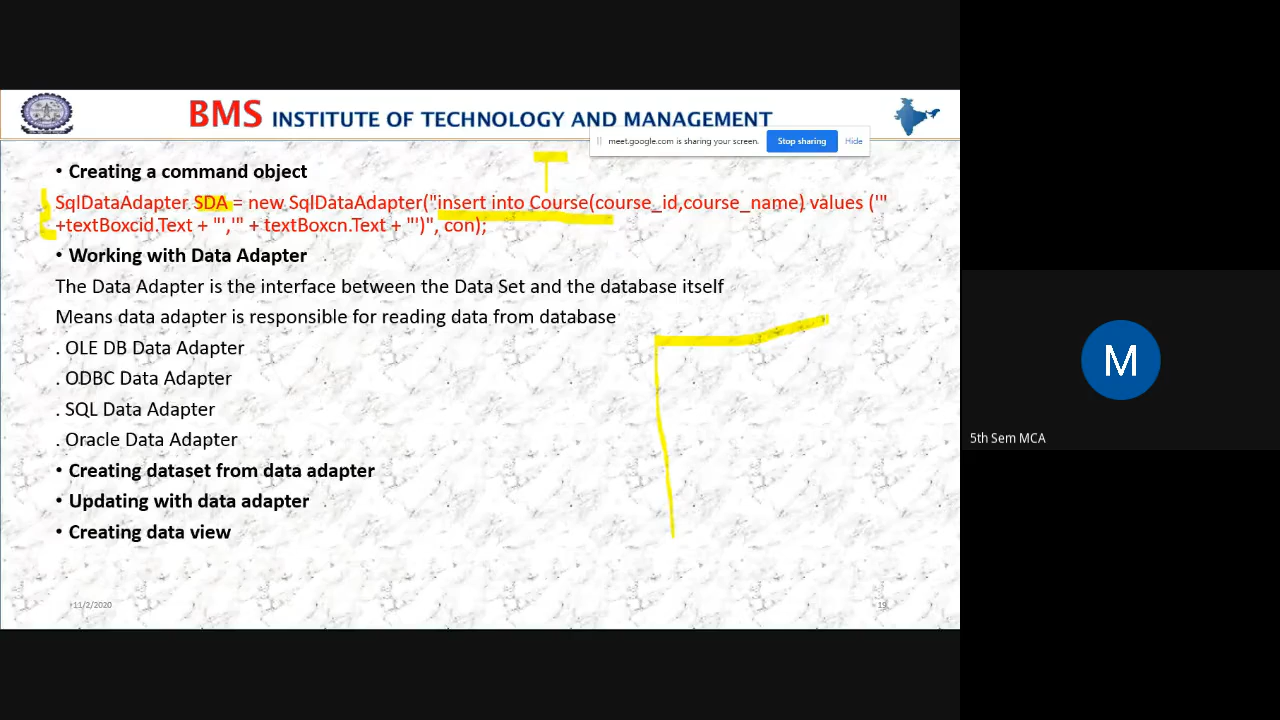 BMS INSTITUTE OF TECHNOLOGY AND MANAGEMENT
meet.google.com is sharing your screen. Stop sharing Hide
• Creating a command object
SqlDataAdapter SDA = new SqlDataAdapter("insert into Course(course_id,course_name) values ('"
+textBoxcid.Text + "','" + textBoxcn.Text + "')", con);
• Working with Data Adapter
The Data Adapter is the interface between the Data Set and the database itself
Means data adapter is responsible for reading data from database
. OLE DB Data Adapter
. ODBC Data Adapter
. SQL Data Adapter
. Oracle Data Adapter
• Creating dataset from data adapter
• Updating with data adapter
• Creating data view
11/2/2020 19
M
5th Sem MCA